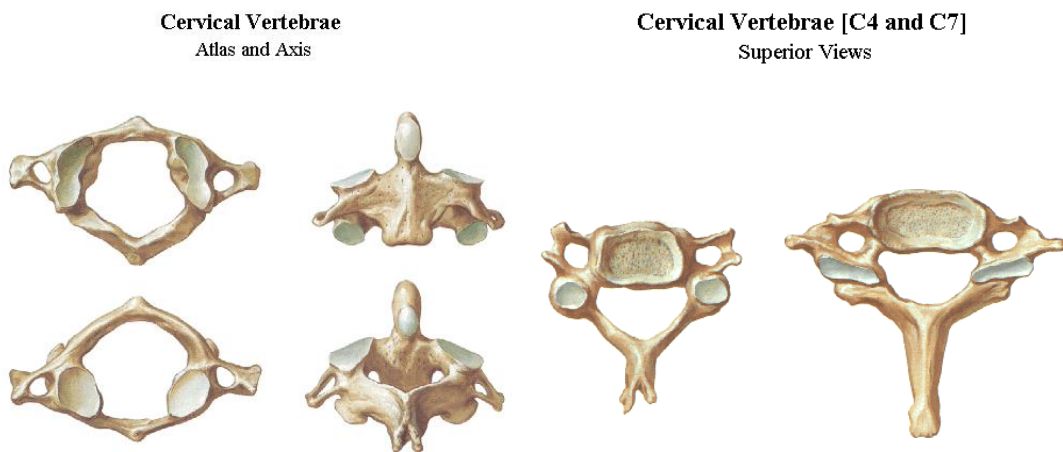 Cervical Vertebrae
Atlas and Axis
Cervical Vertebrae [C4 and C7]
Superior Views